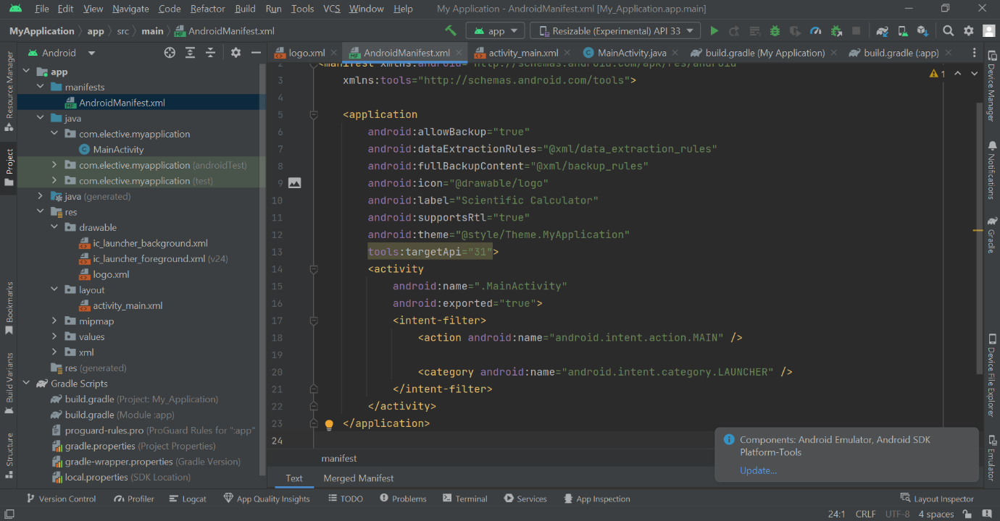 File Edit View Navigate Code Refactor Build Run Tools VCS Window Help My Application - AndroidManifest.xml [My_Application.app.main]
MyApplication app src main AndroidManifest.xml app Resizable (Experimental) API 33
Android
logo.xml AndroidManifest.xml activity_main.xml MainActivity.java build.gradle (My Application) build.gradle (:app)
Resource Manager
Project
Bookmarks
Build Variants
Structure
app
manifests
AndroidManifest.xml
java
com.elective.myapplication
MainActivity
com.elective.myapplication (androidTest)
com.elective.myapplication (test)
java (generated)
res
drawable
ic_launcher_background.xml
ic_launcher_foreground.xml (v24)
logo.xml
layout
activity_main.xml
mipmap
values
xml
res (generated)
Gradle Scripts
build.gradle (Project: My_Application)
build.gradle (Module :app)
proguard-rules.pro (ProGuard Rules for ":app"
gradle.properties (Project Properties)
gradle-wrapper.properties (Gradle Version)
local.properties (SDK Location)
2 <manifest xmlns:android="http://schemas.android.com/apk/res/android"
3 xmlns:tools="http://schemas.android.com/tools">
4
5 <application
6 android:allowBackup="true"
7 android:dataExtractionRules="@xml/data_extraction_rules"
8 android:fullBackupContent="@xml/backup_rules"
9 android:icon="@drawable/logo"
10 android:label="Scientific Calculator"
11 android:supportsRtl="true"
12 android:theme="@style/Theme.MyApplication"
13 tools:targetApi="31">
14 <activity
15 android:name=".MainActivity"
16 android:exported="true">
17 <intent-filter>
18 <action android:name="android.intent.action.MAIN" />
19
20 <category android:name="android.intent.category.LAUNCHER" />
21 </intent-filter>
22 </activity>
23 </application>
24
1
manifest
Text Merged Manifest
Components: Android Emulator, Android SDK
Platform-Tools
Update...
Device Manager
Notifications
Gradle
Device File Explorer
Emulator
Version Control Profiler Logcat App Quality Insights TODO Problems Terminal Services App Inspection Layout Inspector
24:1 CRLF UTF-8 4 spaces